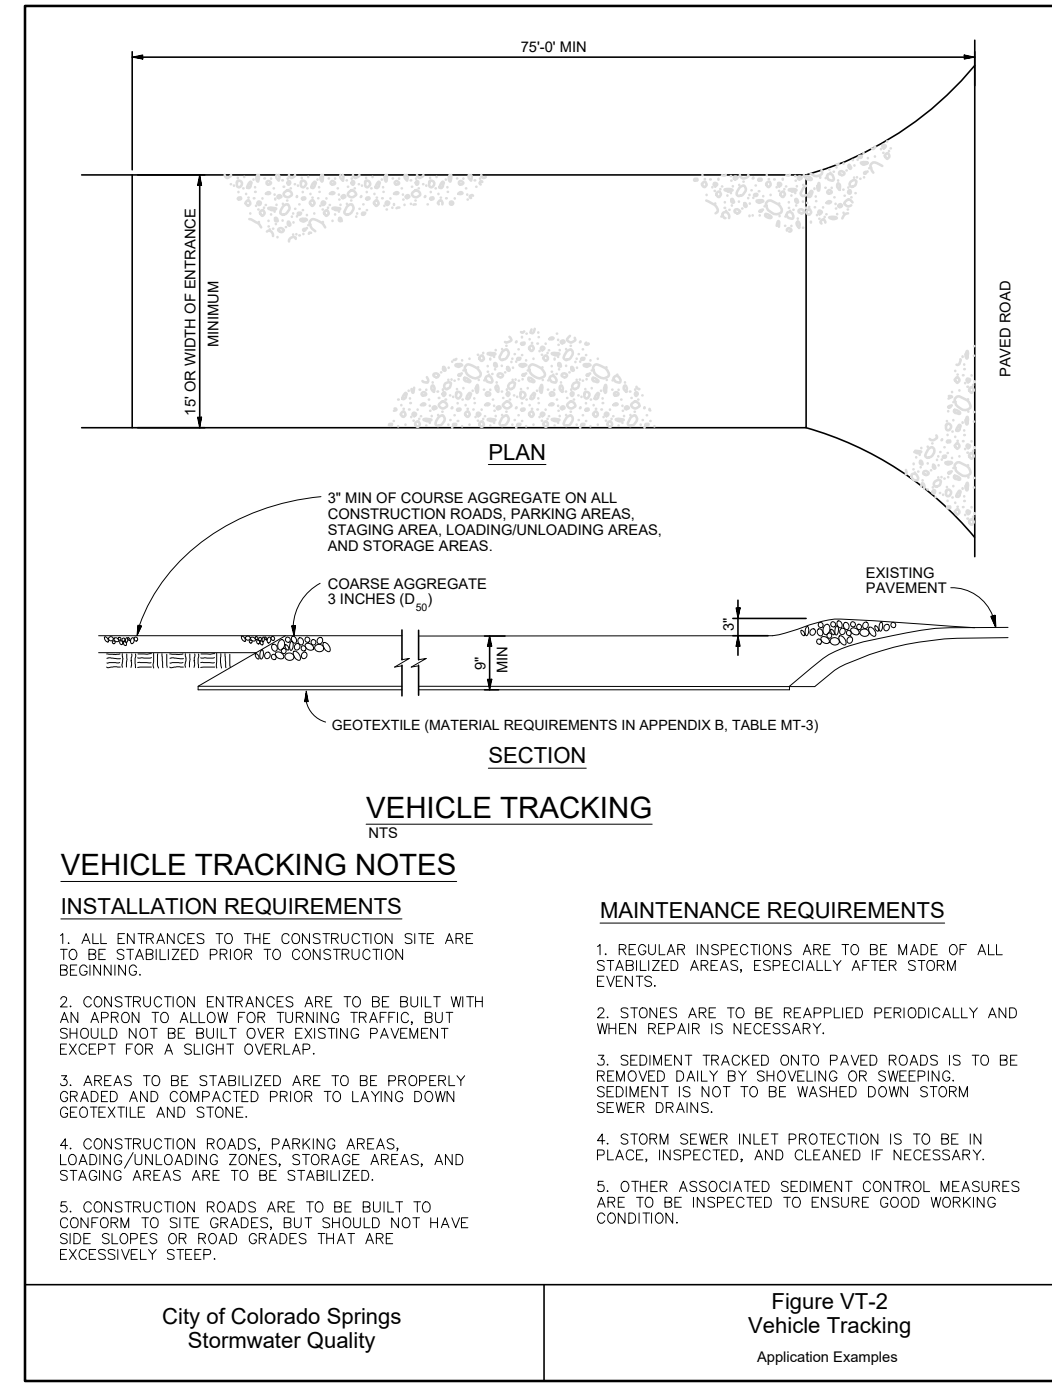 75'-0' MIN
15' OR WIDTH OF ENTRANCE
MINIMUM
PAVED ROAD
PLAN
3" MIN OF COURSE AGGREGATE ON ALL
CONSTRUCTION ROADS, PARKING AREAS,
STAGING AREA, LOADING/UNLOADING AREAS,
AND STORAGE AREAS.
COARSE AGGREGATE
3 INCHES (D50)
EXISTING
PAVEMENT
3"
9"
MIN
GEOTEXTILE (MATERIAL REQUIREMENTS IN APPENDIX B, TABLE MT-3)
SECTION
VEHICLE TRACKING
NTS
VEHICLE TRACKING NOTES
INSTALLATION REQUIREMENTS
1. ALL ENTRANCES TO THE CONSTRUCTION SITE ARE
TO BE STABILIZED PRIOR TO CONSTRUCTION
BEGINNING.
2. CONSTRUCTION ENTRANCES ARE TO BE BUILT WITH
AN APRON TO ALLOW FOR TURNING TRAFFIC, BUT
SHOULD NOT BE BUILT OVER EXISTING PAVEMENT
EXCEPT FOR A SLIGHT OVERLAP.
3. AREAS TO BE STABILIZED ARE TO BE PROPERLY
GRADED AND COMPACTED PRIOR TO LAYING DOWN
GEOTEXTILE AND STONE.
4. CONSTRUCTION ROADS, PARKING AREAS,
LOADING/UNLOADING ZONES, STORAGE AREAS, AND
STAGING AREAS ARE TO BE STABILIZED.
5. CONSTRUCTION ROADS ARE TO BE BUILT TO
CONFORM TO SITE GRADES, BUT SHOULD NOT HAVE
SIDE SLOPES OR ROAD GRADES THAT ARE
EXCESSIVELY STEEP.
MAINTENANCE REQUIREMENTS
1. REGULAR INSPECTIONS ARE TO BE MADE OF ALL
STABILIZED AREAS, ESPECIALLY AFTER STORM
EVENTS.
2. STONES ARE TO BE REAPPLIED PERIODICALLY AND
WHEN REPAIR IS NECESSARY.
3. SEDIMENT TRACKED ONTO PAVED ROADS IS TO BE
REMOVED DAILY BY SHOVELING OR SWEEPING.
SEDIMENT IS NOT TO BE WASHED DOWN STORM
SEWER DRAINS.
4. STORM SEWER INLET PROTECTION IS TO BE IN
PLACE, INSPECTED, AND CLEANED IF NECESSARY.
5. OTHER ASSOCIATED SEDIMENT CONTROL MEASURES
ARE TO BE INSPECTED TO ENSURE GOOD WORKING
CONDITION.
City of Colorado Springs
Stormwater Quality
Figure VT-2
Vehicle Tracking
Application Examples